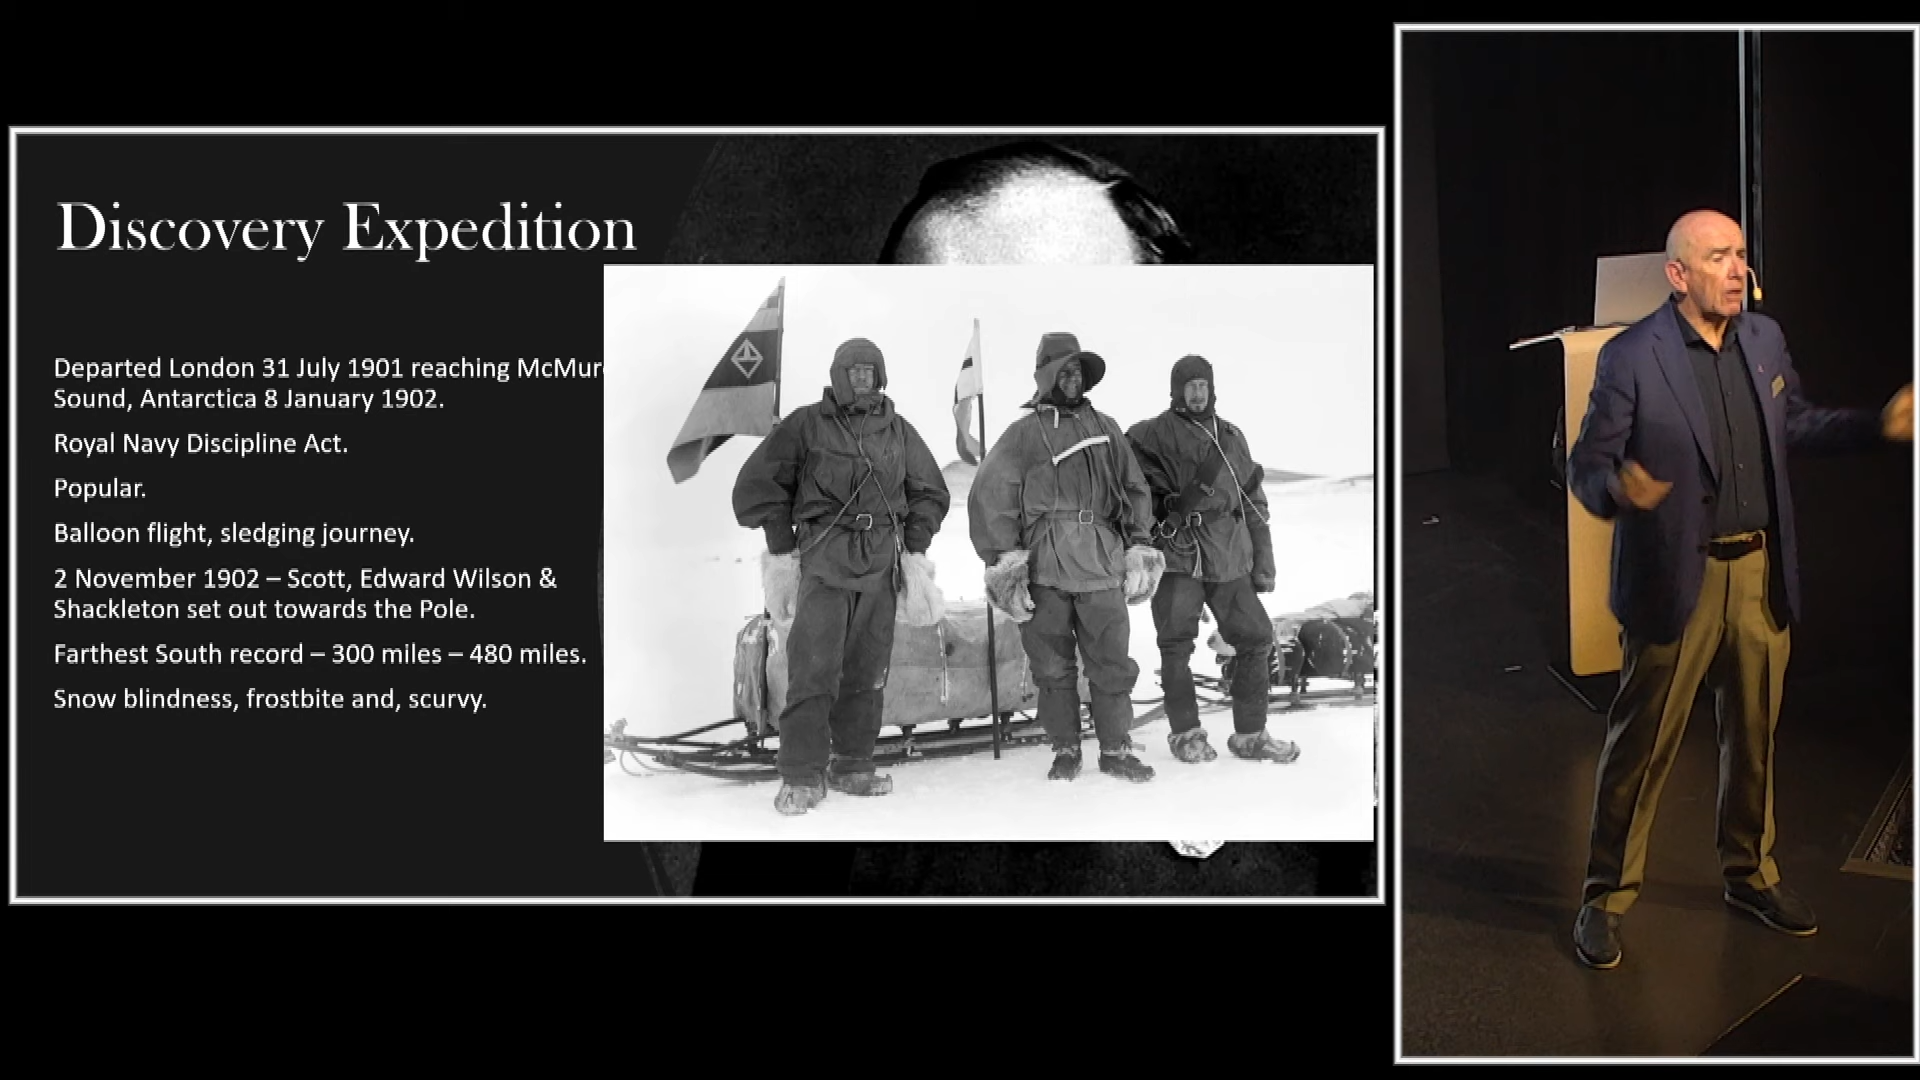 Discovery Expedition
Departed London 31 July 1901 reaching
Sound, Antarctica 8 January 1902.
Royal Navy Discipline Act.
Popular.
Balloon flight, sledging journey.
2 November 1902 – Scott, Edward Wilson &
Shackleton set out towards the Pole.
Farthest South record – 300 miles – 480 miles.
Snow blindness, frostbite and, scurvy.